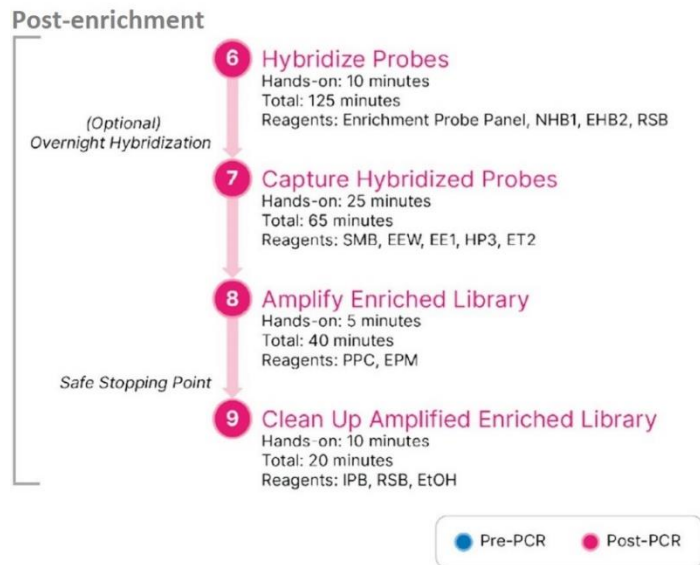 Post-enrichment
6 Hybridize Probes
Hands-on: 10 minutes
Total: 125 minutes
Reagents: Enrichment Probe Panel, NHB1, EHB2, RSB
(Optional)
Overnight Hybridization
7 Capture Hybridized Probes
Hands-on: 25 minutes
Total: 65 minutes
Reagents: SMB, EEW, EE1, HP3, ET2
8 Amplify Enriched Library
Hands-on: 5 minutes
Total: 40 minutes
Reagents: PPC, EPM
Safe Stopping Point
9 Clean Up Amplified Enriched Library
Hands-on: 10 minutes
Total: 20 minutes
Reagents: IPB, RSB, EtOH
Pre-PCR
Post-PCR